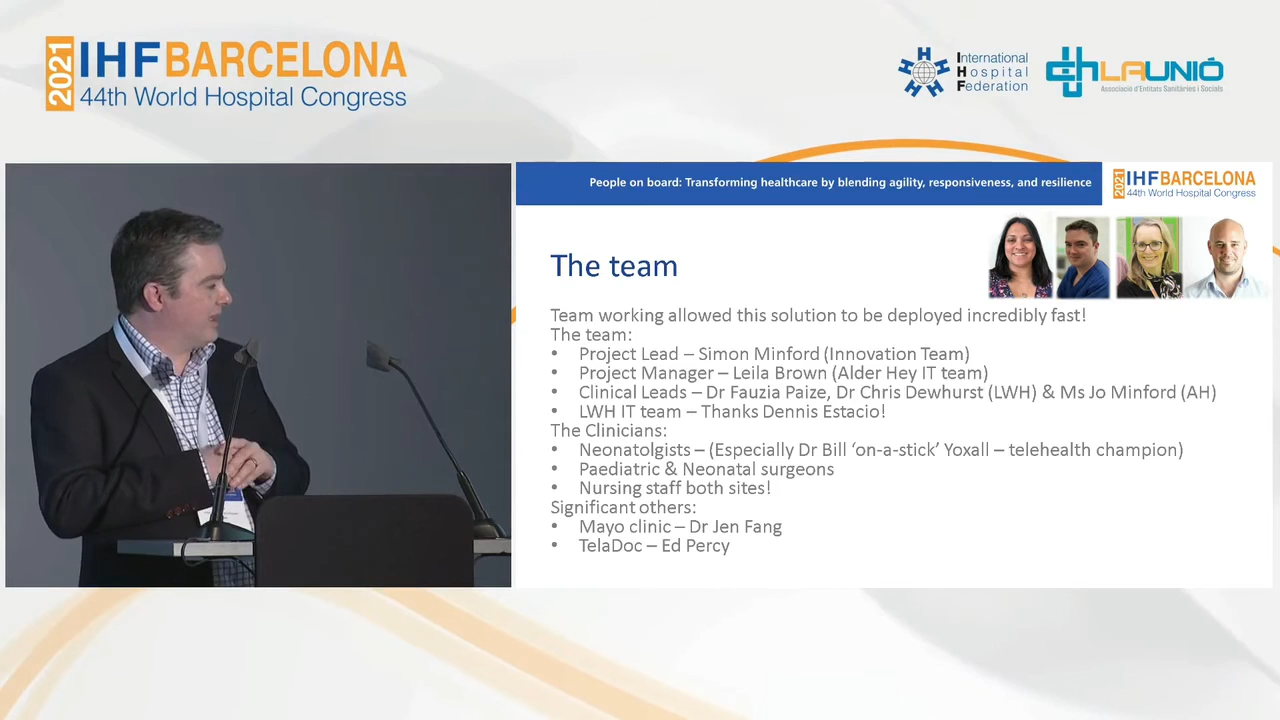 2021
IHF BARCELONA
44th World Hospital Congress
International
Hospital
Federation
LAUNIÓ
Associació d'Entitats Sanitàries i Socials
People on board: Transforming healthcare by blending agility, responsiveness, and resilience
2021
IHF BARCELONA
44th World Hospital Congress
The team
Team working allowed this solution to be deployed incredibly fast!
The team:
• Project Lead – Simon Minford (Innovation Team)
• Project Manager – Leila Brown (Alder Hey IT team)
• Clinical Leads – Dr Fauzia Paize, Dr Chris Dewhurst (LWH) & Ms Jo Minford (AH)
• LWH IT team – Thanks Dennis Estacio!
The Clinicians:
• Neonatolgists – (Especially Dr Bill ‘on-a-stick’ Yoxall – telehealth champion)
• Paediatric & Neonatal surgeons
• Nursing staff both sites!
Significant others:
• Mayo clinic – Dr Jen Fang
• TelaDoc – Ed Percy